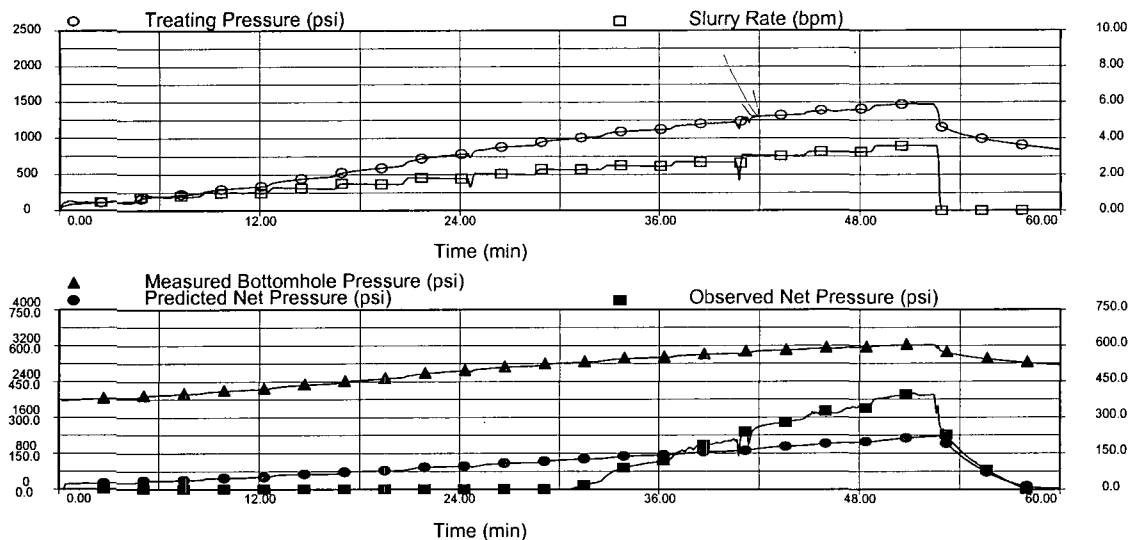 Treating Pressure (psi) Slurry Rate (bpm)
2500 10.00
2000 8.00
1500 6.00
1000 4.00
500 2.00
0 0.00
0.00 12.00 24.00 36.00 48.00 60.00
Time (min)
Measured Bottomhole Pressure (psi)
Predicted Net Pressure (psi) Observed Net Pressure (psi)
4000
750.0 750.0
3200
600.0 600.0
2400
450.0 450.0
1600
300.0 300.0
800
150.0 150.0
0
0.0 0.0
0.00 12.00 24.00 36.00 48.00 60.00
Time (min)